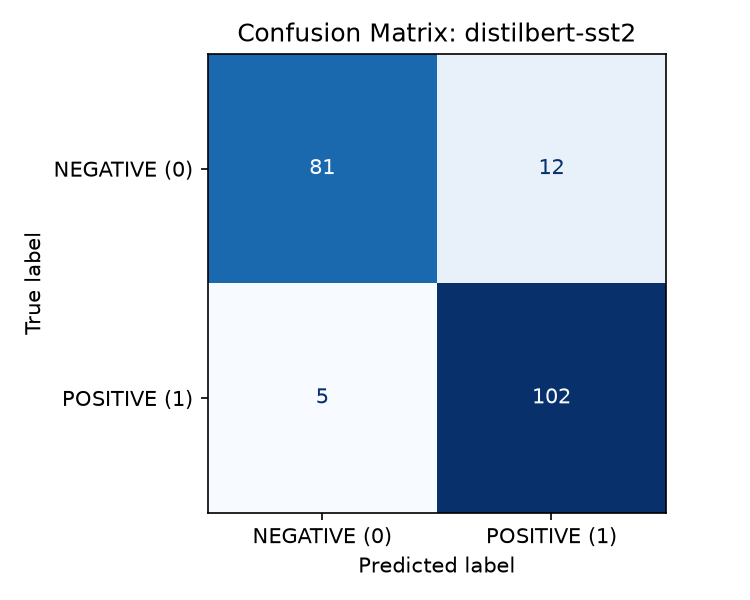 Confusion Matrix: distilbert-sst2
NEGATIVE (0)
81
12
True label
POSITIVE (1)
5
102
NEGATIVE (0)
POSITIVE (1)
Predicted label